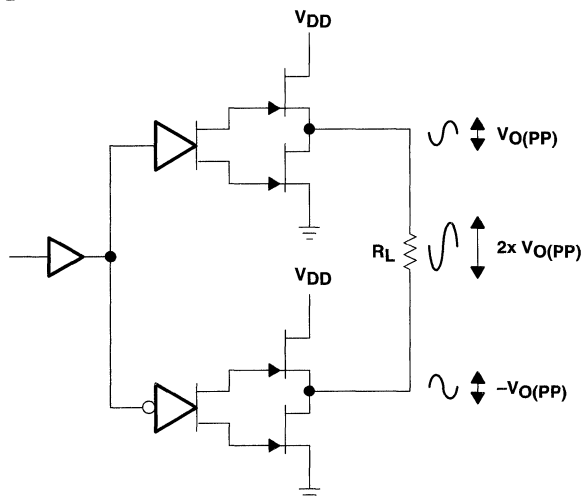 VDD
VO(PP)
RL
2x VO(PP)
VDD
–VO(PP)